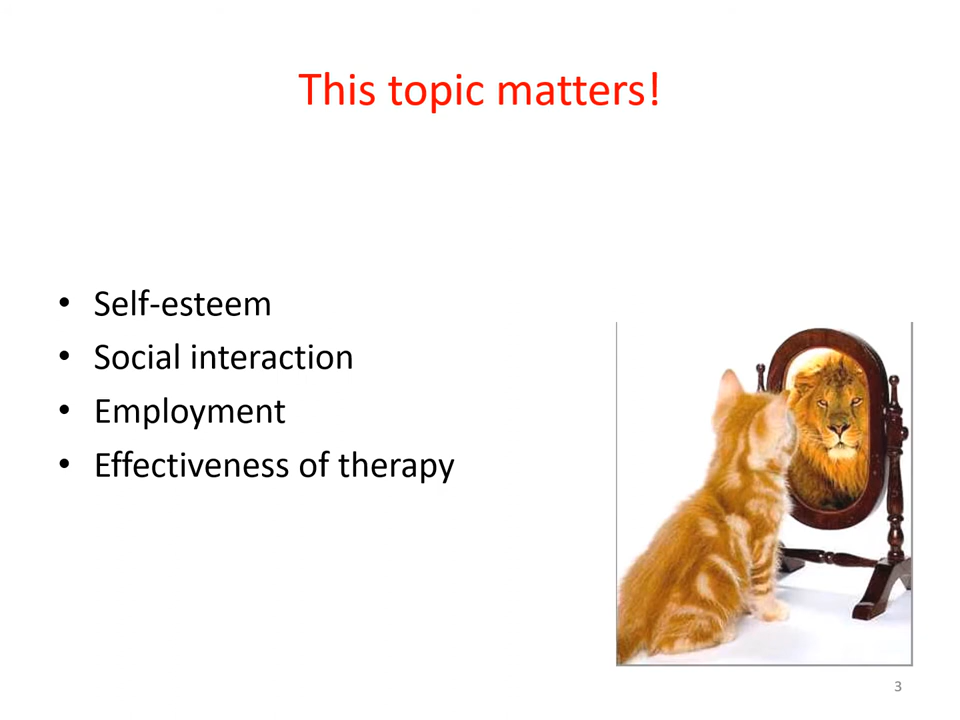 This topic matters!
• Self-esteem
• Social interaction
• Employment
• Effectiveness of therapy
3